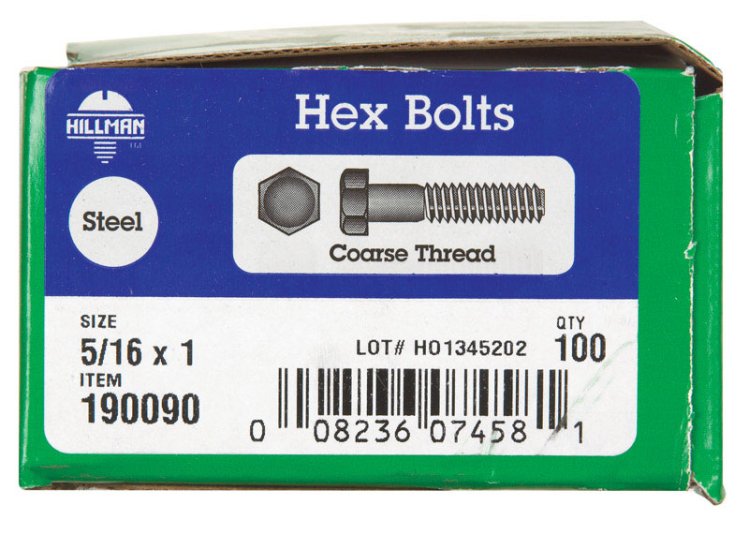 HILLMAN
Hex Bolts
Steel
Coarse Thread
SIZE
5/16 x 1
ITEM
190090
LOT# HO1345202
QTY
100
0 08236 07458 1